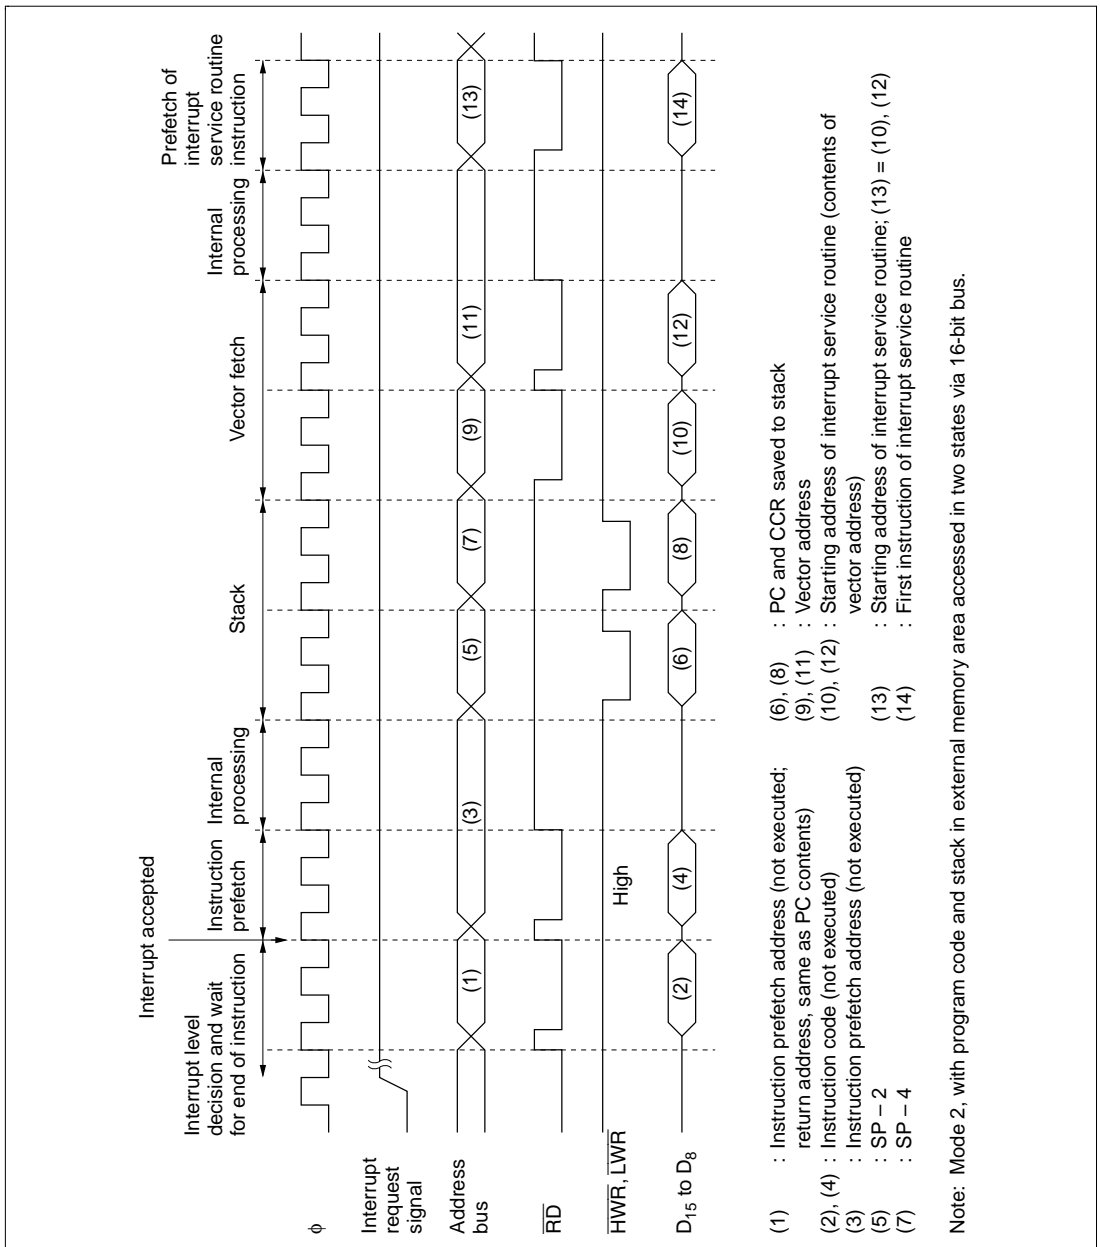 Interrupt accepted
Interrupt level
decision and wait
for end of instruction
Instruction
prefetch
Internal
processing
Stack
Vector fetch
Internal
processing
Prefetch of
interrupt
service routine
instruction
φ
Interrupt
request
signal
Address
bus
(1)
(3)
(5)
(7)
(9)
(11)
(13)
RD
HWR, LWR
High
D15 to D8
(2)
(4)
(6)
(8)
(10)
(12)
(14)
(1) : Instruction prefetch address (not executed;
return address, same as PC contents)
(2), (4) : Instruction code (not executed)
(3) : Instruction prefetch address (not executed)
(5) : SP – 2
(7) : SP – 4
(6), (8) : PC and CCR saved to stack
(9), (11) : Vector address
(10), (12) : Starting address of interrupt service routine (contents of
vector address)
(13) : Starting address of interrupt service routine; (13) = (10), (12)
(14) : First instruction of interrupt service routine
Note: Mode 2, with program code and stack in external memory area accessed in two states via 16-bit bus.